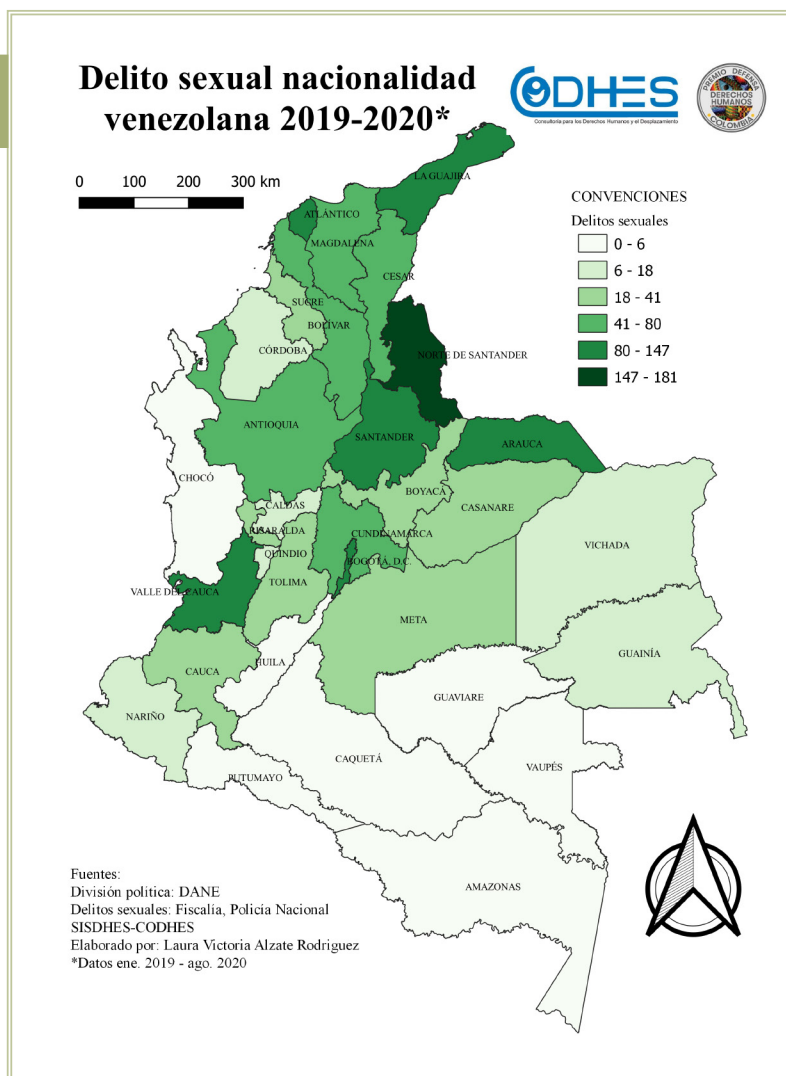 Delito sexual nacionalidad
venezolana 2019-2020*
CODHES
Consultoría para los Derechos Humanos y el Desplazamiento
PREMIO DEFENSA
DERECHOS
HUMANOS
COLOMBIA
0 100 200 300 km
CONVENCIONES
Delitos sexuales
0 - 6
6 - 18
18 - 41
41 - 80
80 - 147
147 - 181
LA GUAJIRA
ATLÁNTICO
MAGDALENA
CESAR
SUCRE
BOLÍVAR
NORTE DE SANTANDER
CÓRDOBA
ANTIOQUIA
SANTANDER
ARAUCA
CHOCÓ
BOYACÁ
CALDAS
CASANARE
RISARALDA
CUNDINAMARCA
VICHADA
QUINDIO
BOGOTÁ, D.C.
TOLIMA
VALLE DEL CAUCA
META
GUAINÍA
HUILA
CAUCA
GUAVIARE
NARIÑO
CAQUETÁ
VAUPÉS
PUTUMAYO
AMAZONAS
Fuentes:
División política: DANE
Delitos sexuales: Fiscalía, Policía Nacional
SISDHES-CODHES
Elaborado por: Laura Victoria Alzate Rodriguez
*Datos ene. 2019 - ago. 2020